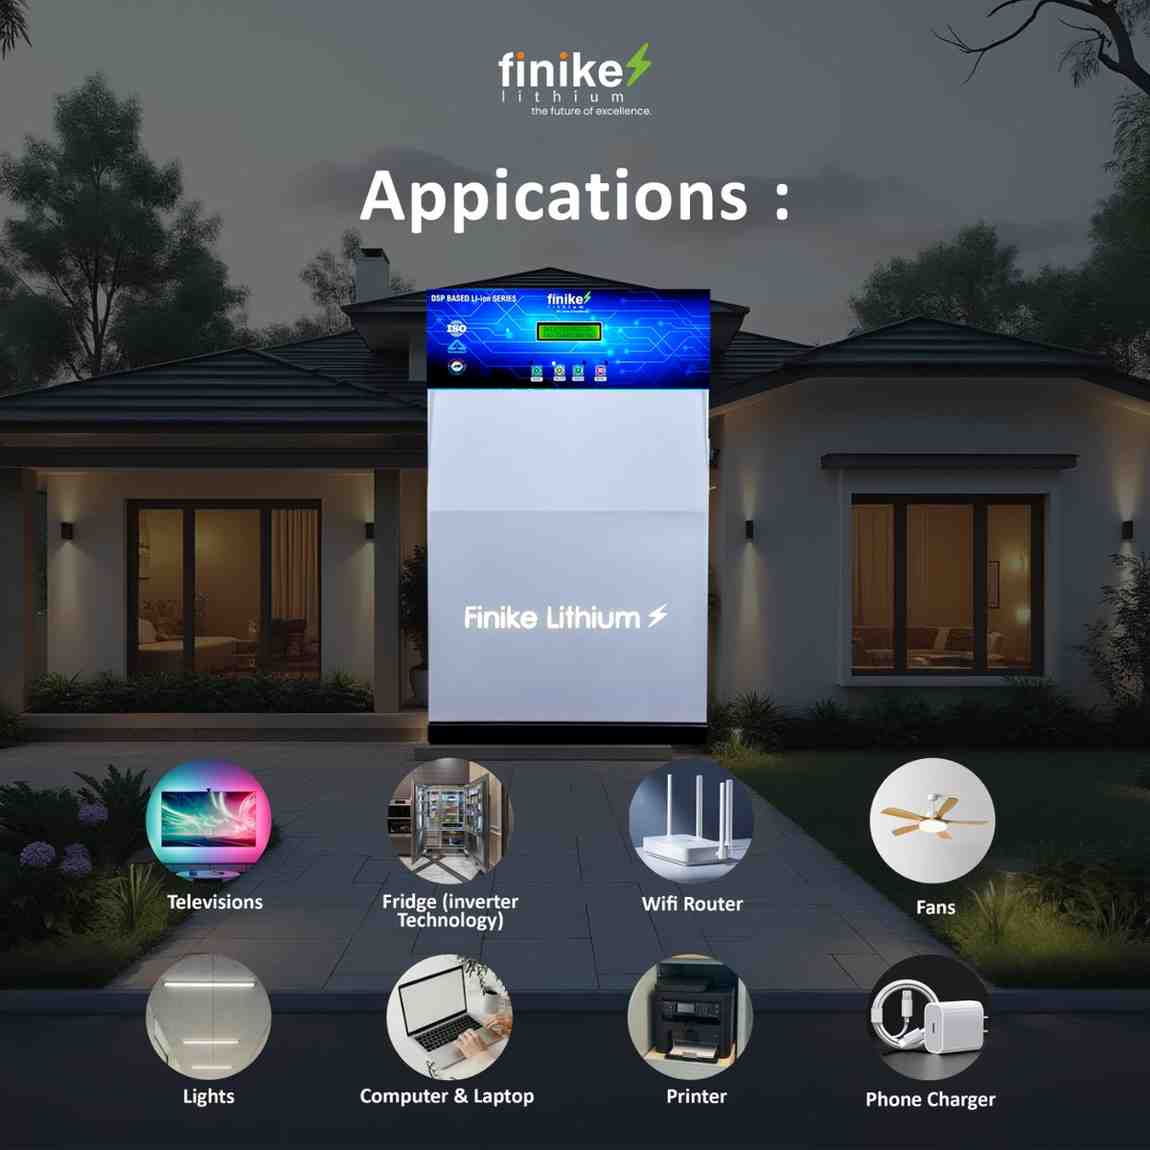 finike
lithium
the future of excellence.
Appications :
DSP BASED Li-ion SERIES
finike
lithium
ISO
Finike Lithium
Televisions
Fridge (inverter
Technology)
Wifi Router
Fans
Lights
Computer & Laptop
Printer
Phone Charger